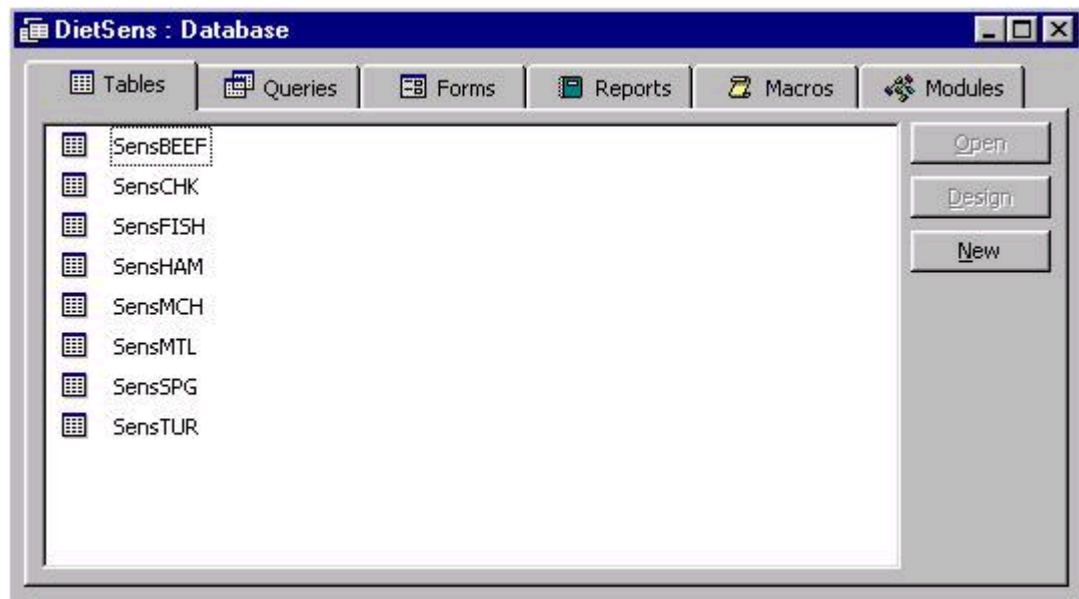 DietSens : Database
Tables Queries Forms Reports Macros Modules
SensBEEF
SensCHK
SensFISH
SensHAM
SensMCH
SensMTL
SensSPG
SensTUR
Open
Design
New